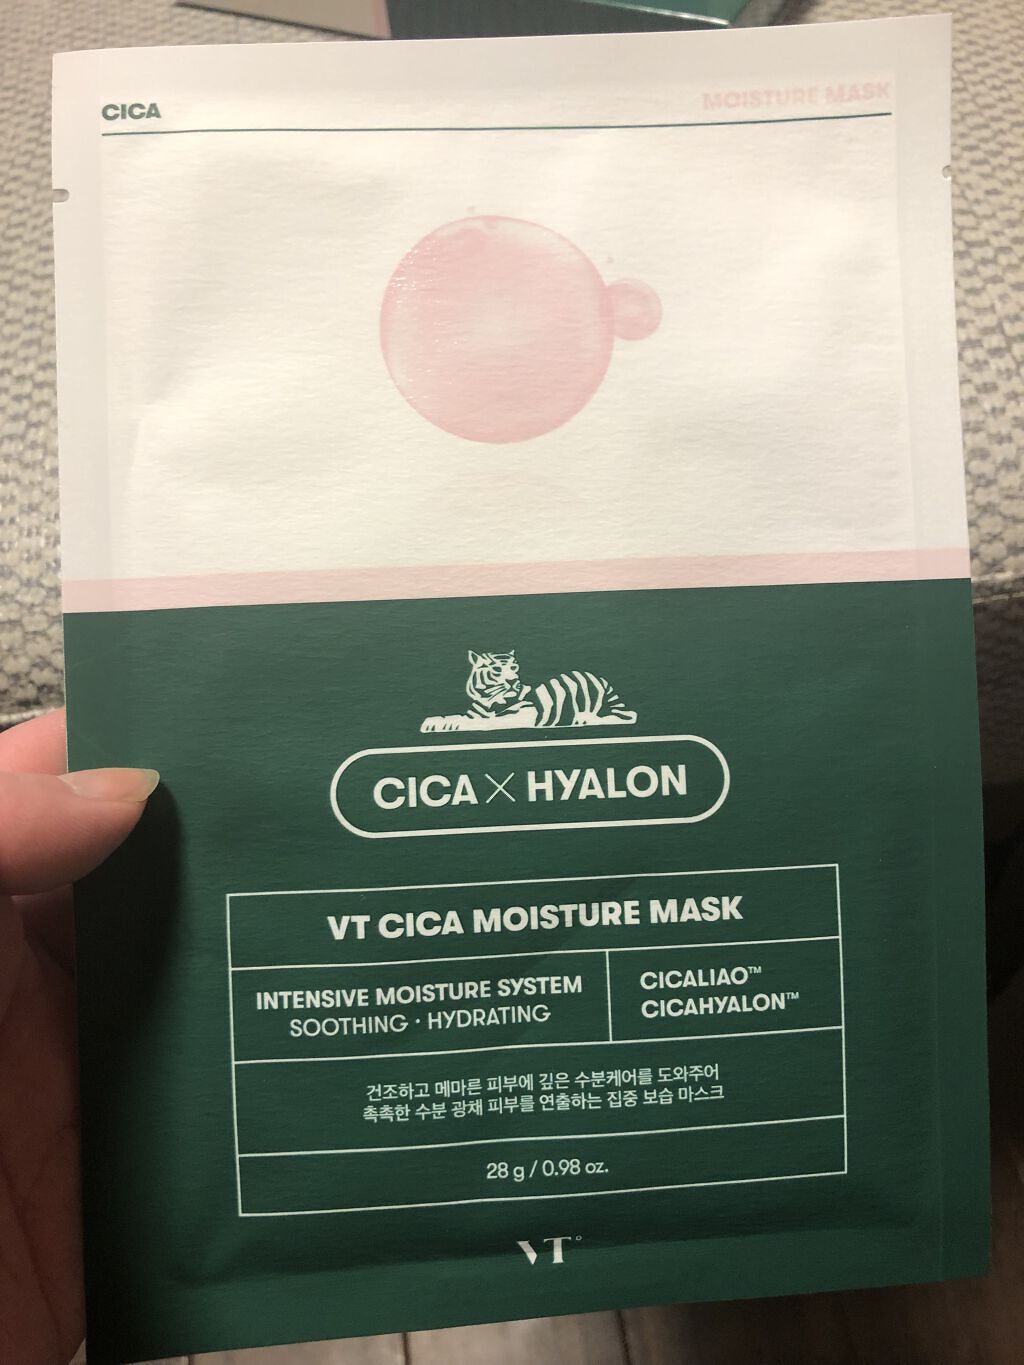 CICA
MOISTURE MASK
CICA × HYALON
VT CICA MOISTURE MASK
INTENSIVE MOISTURE SYSTEM
SOOTHING · HYDRATING
CICALIAO™
CICAHYALON™
건조하고 메마른 피부에 깊은 수분케어를 도와주어
촉촉한 수분 광채 피부를 연출하는 집중 보습 마스크
28 g / 0.98 oz.
VT°